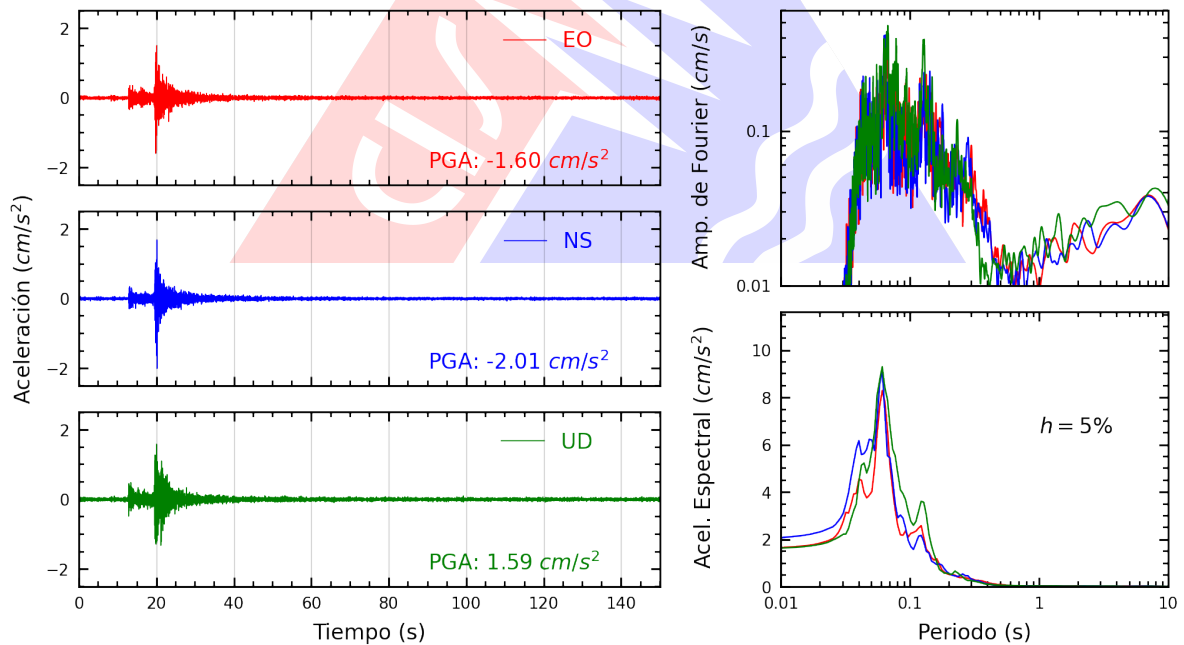 Aceleración (cm/s²)
2
0
−2
EO
PGA: -1.60 cm/s²
2
0
−2
NS
PGA: -2.01 cm/s²
2
0
−2
UD
PGA: 1.59 cm/s²
0 20 40 60 80 100 120 140
Tiempo (s)
Amp. de Fourier (cm/s)
0.1
0.01
Acel. Espectral (cm/s²)
10
8
6
4
2
0
h = 5%
0.01 0.1 1 10
Periodo (s)